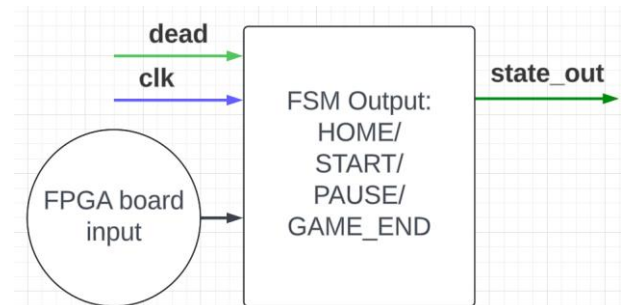 dead
clk
state_out
FSM Output:
HOME/
START/
PAUSE/
GAME_END
FPGA board
input